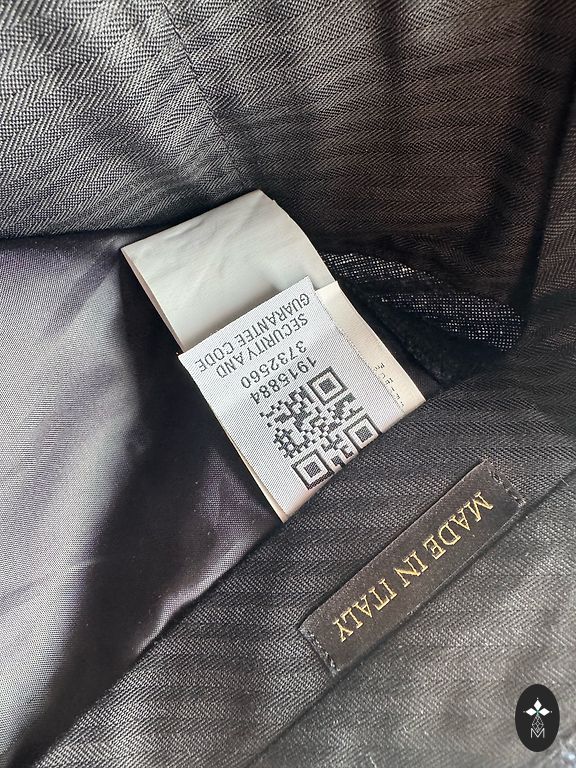 1915884
3732560
SECURITY AND
GUARANTEE CODE
MADE IN ITALY
M